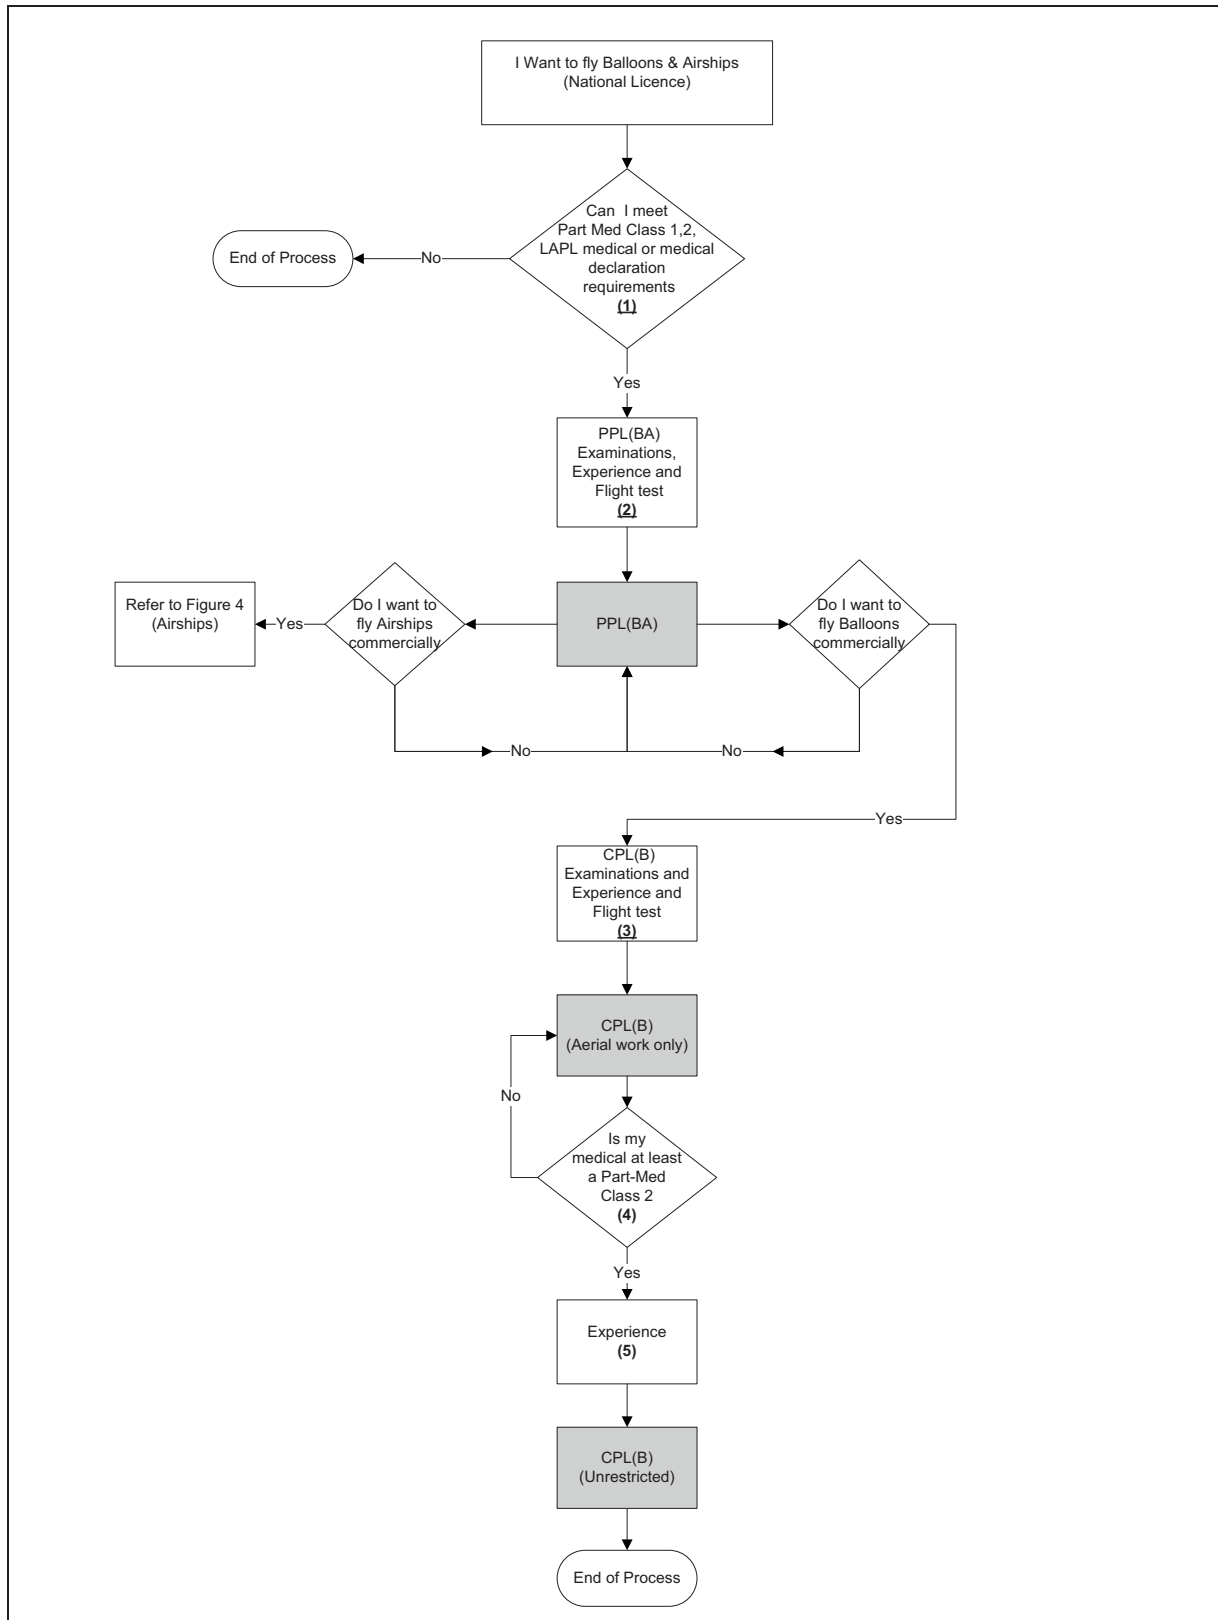 I Want to fly Balloons & Airships
(National Licence)
Can I meet
Part Med Class 1,2,
LAPL medical or medical
declaration
requirements
(1)
No
End of Process
Yes
PPL(BA)
Examinations,
Experience and
Flight test
(2)
Refer to Figure 4
(Airships)
Yes
Do I want to
fly Airships
commercially
PPL(BA)
Do I want to
fly Balloons
commercially
No
No
Yes
CPL(B)
Examinations and
Experience and
Flight test
(3)
CPL(B)
(Aerial work only)
No
Is my
medical at least
a Part-Med
Class 2
(4)
Yes
Experience
(5)
CPL(B)
(Unrestricted)
End of Process